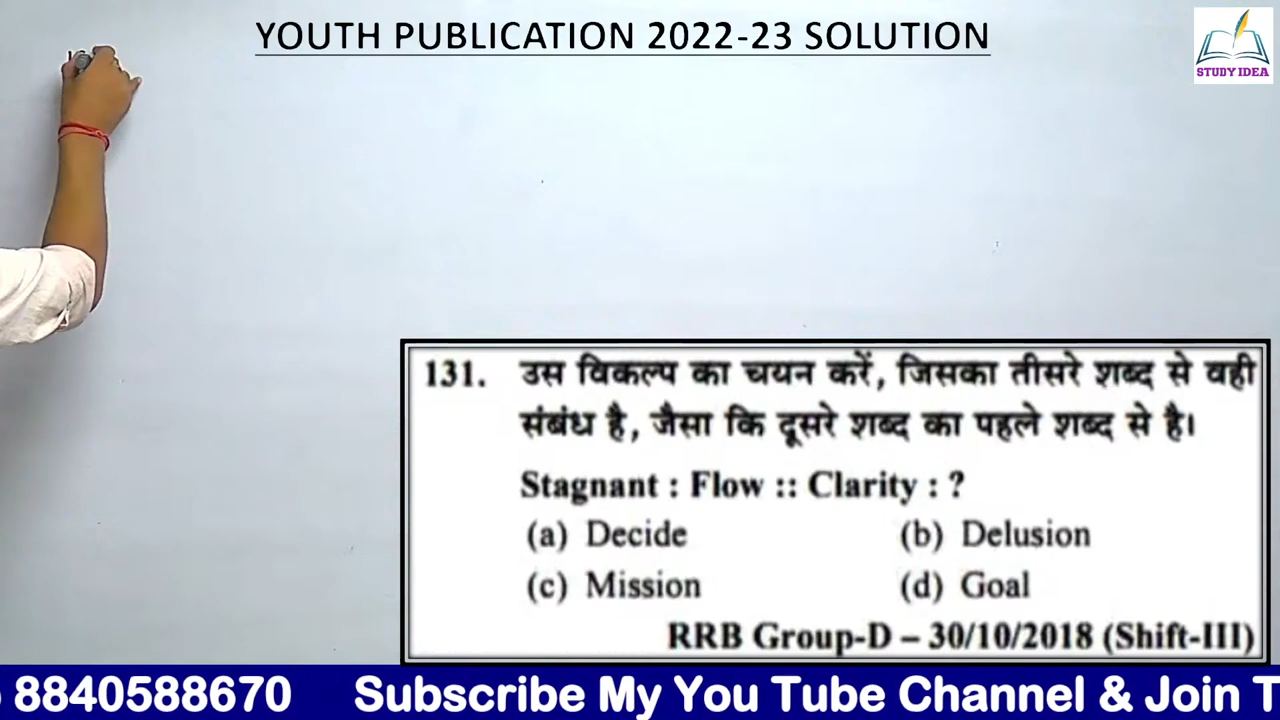 YOUTH PUBLICATION 2022-23 SOLUTION
STUDY IDEA
131. उस विकल्प का चयन करें, जिसका तीसरे शब्द से वही
संबंध है, जैसा कि दूसरे शब्द का पहले शब्द से है।
Stagnant : Flow :: Clarity : ?
(a) Decide (b) Delusion
(c) Mission (d) Goal
RRB Group-D – 30/10/2018 (Shift-III)
8840588670 Subscribe My You Tube Channel & Join T